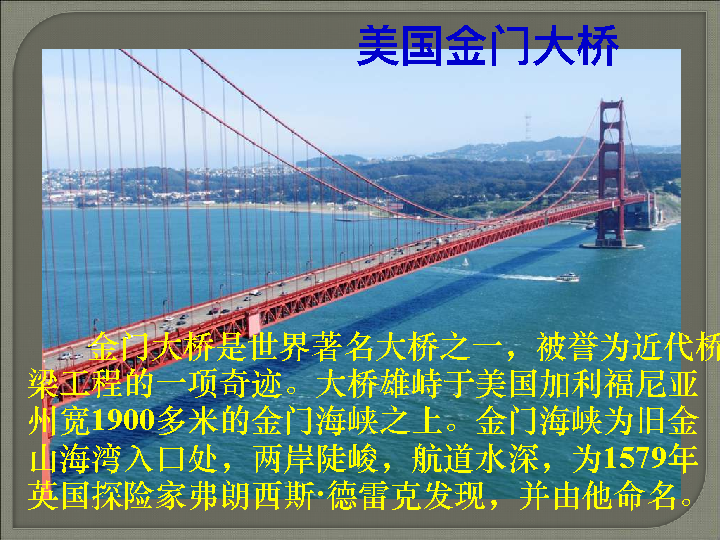 美国金门大桥
金门大桥是世界著名大桥之一，被誉为近代桥
梁工程的一项奇迹。大桥雄峙于美国加利福尼亚
州宽1900多米的金门海峡之上。金门海峡为旧金
山海湾入口处，两岸陡峻，航道水深，为1579年
英国探险家弗朗西斯·德雷克发现，并由他命名。